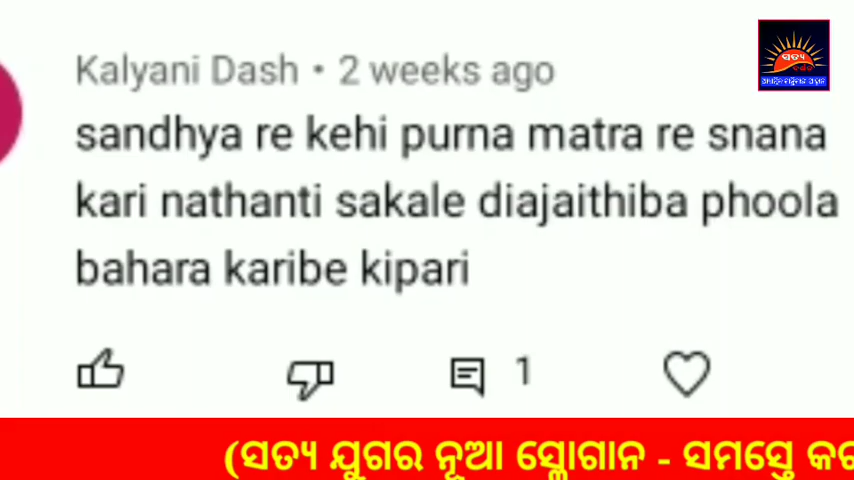 Kalyani Dash • 2 weeks ago
sandhya re kehi purna matra re snana
kari nathanti sakale diajaithiba phoola
bahara karibe kipari
1
(ସତ୍ୟ ଯୁଗର ନୂଆ ସ୍ଲୋଗାନ - ସମସ୍ତେ